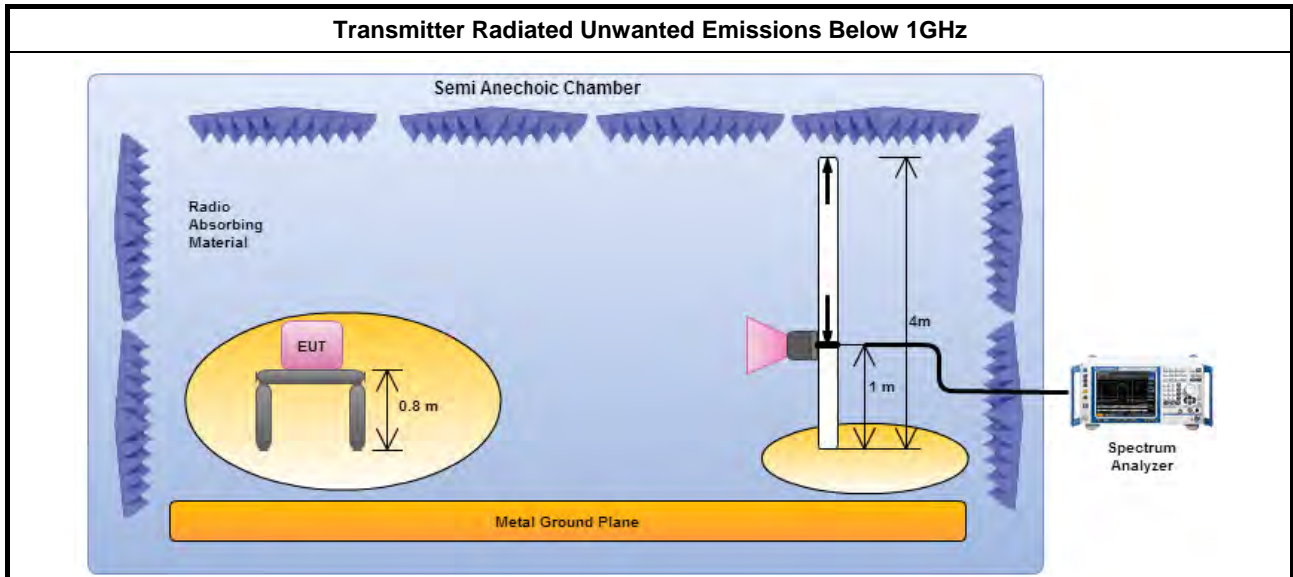 Transmitter Radiated Unwanted Emissions Below 1GHz
Semi Anechoic Chamber
Radio
Absorbing
Material
EUT
0.8 m
4m
1 m
Spectrum
Analyzer
Metal Ground Plane